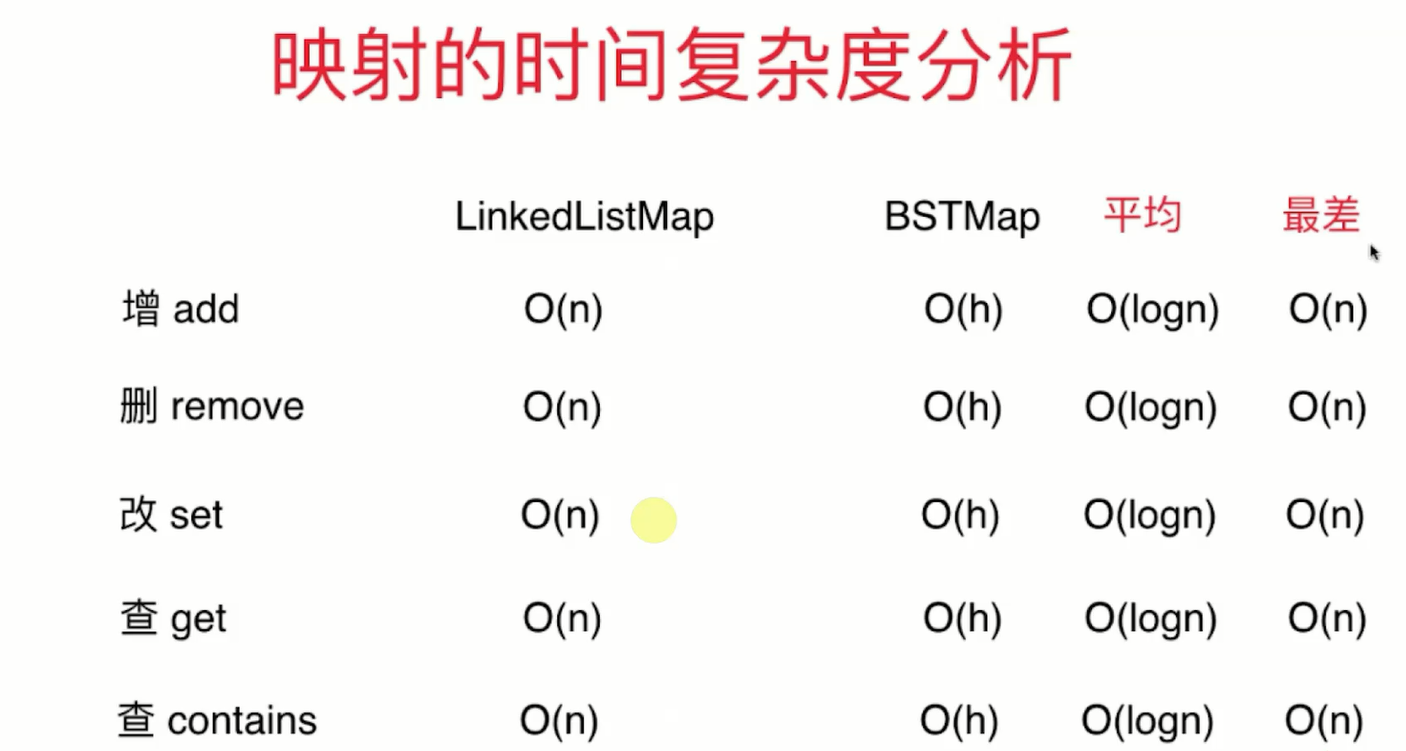 映射的时间复杂度分析
LinkedListMap BSTMap 平均 最差
增 add O(n) O(h) O(logn) O(n)
删 remove O(n) O(h) O(logn) O(n)
改 set O(n) O(h) O(logn) O(n)
查 get O(n) O(h) O(logn) O(n)
查 contains O(n) O(h) O(logn) O(n)